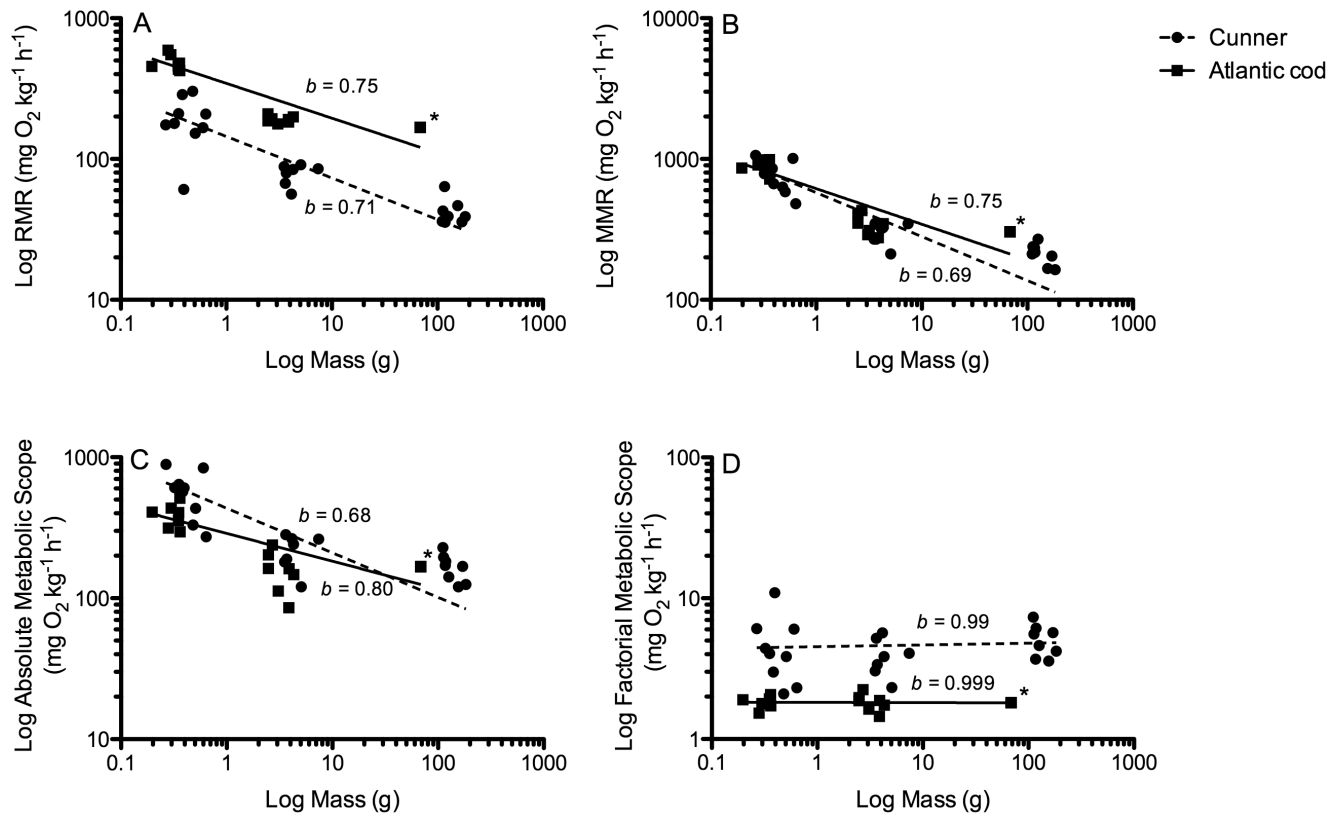 A
Log RMR (mg O2 kg-1 h-1)
1000
100
10
b = 0.75
*
b = 0.71
0.1 1 10 100 1000
Log Mass (g)
B
Log MMR (mg O2 kg-1 h-1)
10000
1000
100
b = 0.75
*
b = 0.69
0.1 1 10 100 1000
Log Mass (g)
Cunner
Atlantic cod
C
Log Absolute Metabolic Scope
(mg O2 kg-1 h-1)
1000
100
10
b = 0.68
*
b = 0.80
0.1 1 10 100 1000
Log Mass (g)
D
Log Factorial Metabolic Scope
(mg O2 kg-1 h-1)
100
10
1
b = 0.99
b = 0.999
*
0.1 1 10 100 1000
Log Mass (g)